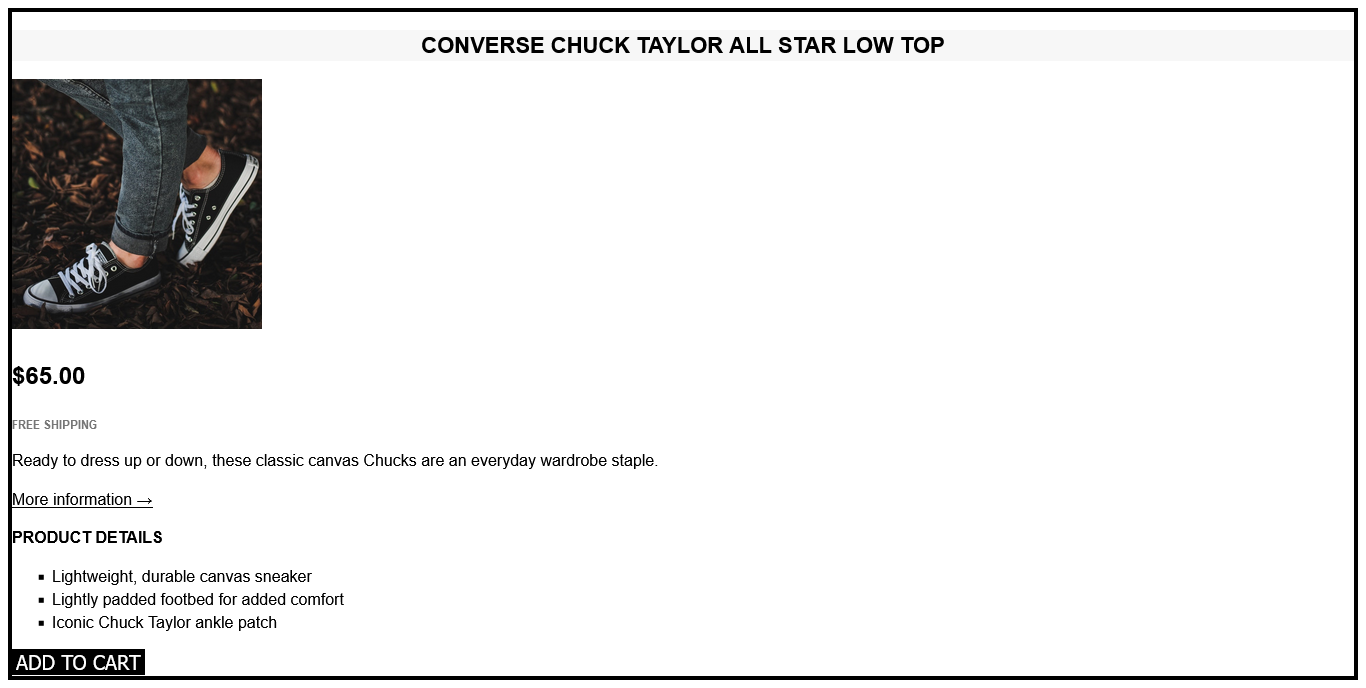 CONVERSE CHUCK TAYLOR ALL STAR LOW TOP
$65.00
FREE SHIPPING
Ready to dress up or down, these classic canvas Chucks are an everyday wardrobe staple.
More information →
PRODUCT DETAILS
▪ Lightweight, durable canvas sneaker
▪ Lightly padded footbed for added comfort
▪ Iconic Chuck Taylor ankle patch
ADD TO CART